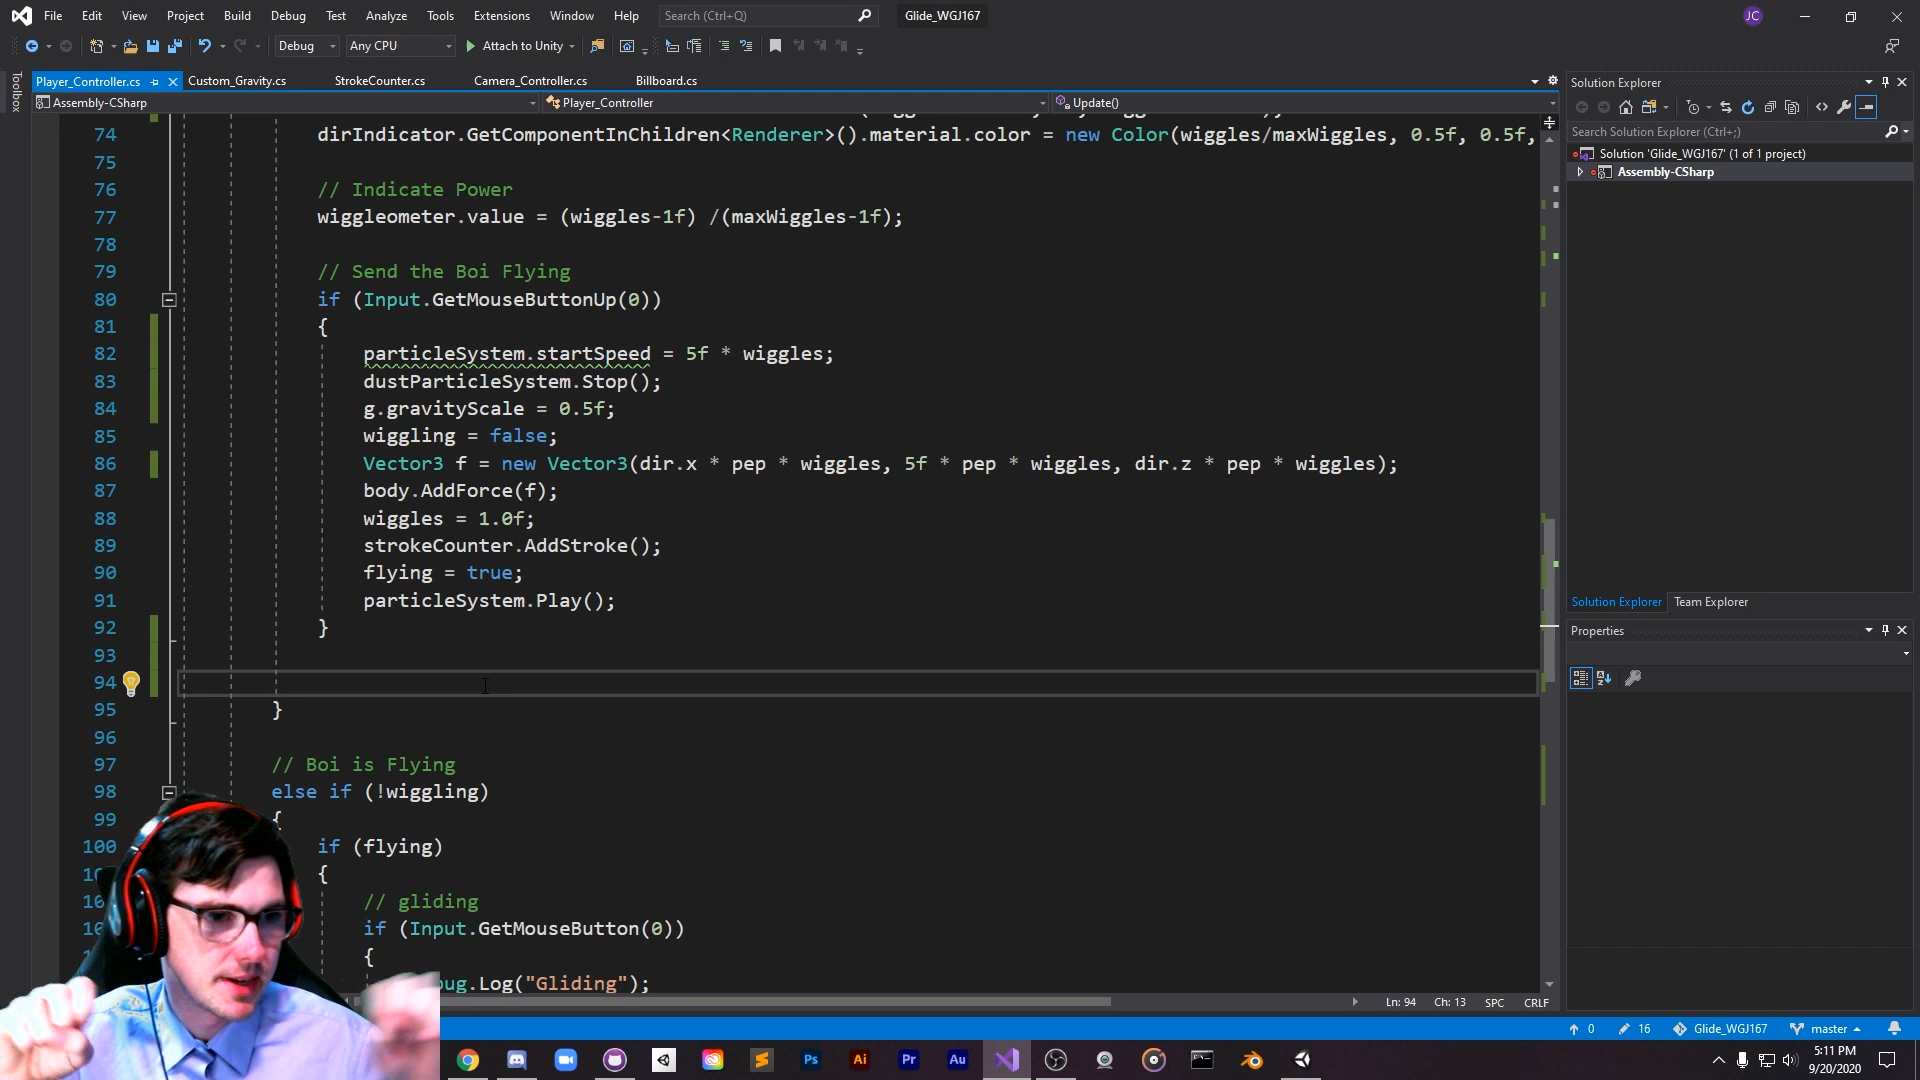 File Edit View Project Build Debug Test Analyze Tools Extensions Window Help Search (Ctrl+Q) Glide_WGJ167 JC
Debug Any CPU Attach to Unity
Toolbox
Player_Controller.cs Custom_Gravity.cs StrokeCounter.cs Camera_Controller.cs Billboard.cs
Assembly-CSharp Player_Controller Update()
74 dirIndicator.GetComponentInChildren<Renderer>().material.color = new Color(wiggles/maxWiggles, 0.5f, 0.5f,
75
76 // Indicate Power
77 wiggleometer.value = (wiggles-1f) /(maxWiggles-1f);
78
79 // Send the Boi Flying
80 if (Input.GetMouseButtonUp(0))
81 {
82 particleSystem.startSpeed = 5f * wiggles;
83 dustParticleSystem.Stop();
84 g.gravityScale = 0.5f;
85 wiggling = false;
86 Vector3 f = new Vector3(dir.x * pep * wiggles, 5f * pep * wiggles, dir.z * pep * wiggles);
87 body.AddForce(f);
88 wiggles = 1.0f;
89 strokeCounter.AddStroke();
90 flying = true;
91 particleSystem.Play();
92 }
93
94
95 }
96
97 // Boi is Flying
98 else if (!wiggling)
99 {
100 if (flying)
{
// gliding
if (Input.GetMouseButton(0))
{
ug.Log("Gliding");
Ln: 94 Ch: 13 SPC CRLF
Solution Explorer
Search Solution Explorer (Ctrl+;)
Solution 'Glide_WGJ167' (1 of 1 project)
Assembly-CSharp
Solution Explorer Team Explorer
Properties
0 16 Glide_WGJ167 master
Ps Ai Pr Au
5:11 PM
9/20/2020